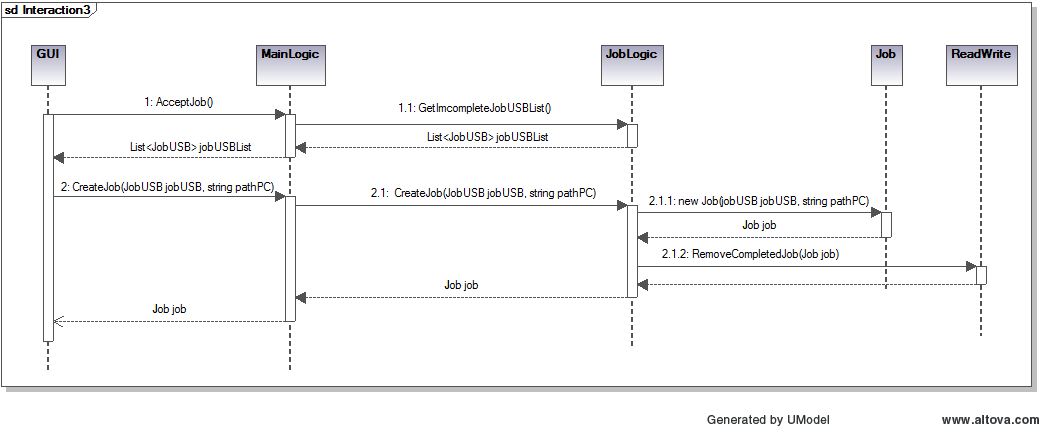 sd Interaction3
GUI
MainLogic
JobLogic
Job
ReadWrite
1: AcceptJob()
1.1: GetImcompleteJobUSBList()
List<JobUSB> jobUSBList
List<JobUSB> jobUSBList
2: CreateJob(JobUSB jobUSB, string pathPC)
2.1: CreateJob(JobUSB jobUSB, string pathPC)
2.1.1: new Job(jobUSB jobUSB, string pathPC)
Job job
2.1.2: RemoveCompletedJob(Job job)
Job job
Job job
Generated by UModel
www.altova.com